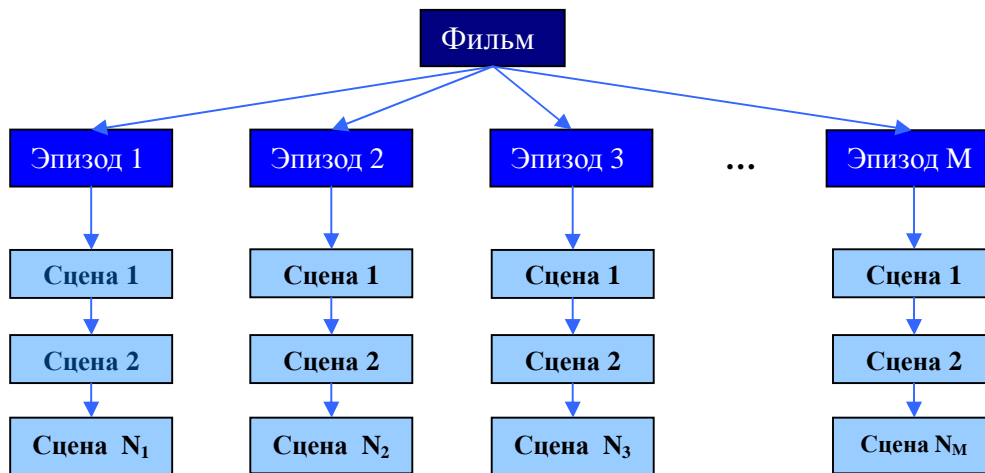 Фильм
Эпизод 1 Эпизод 2 Эпизод 3 ... Эпизод М
Сцена 1 Сцена 1 Сцена 1 Сцена 1
Сцена 2 Сцена 2 Сцена 2 Сцена 2
Сцена N₁ Сцена N₂ Сцена N₃ Сцена Nм